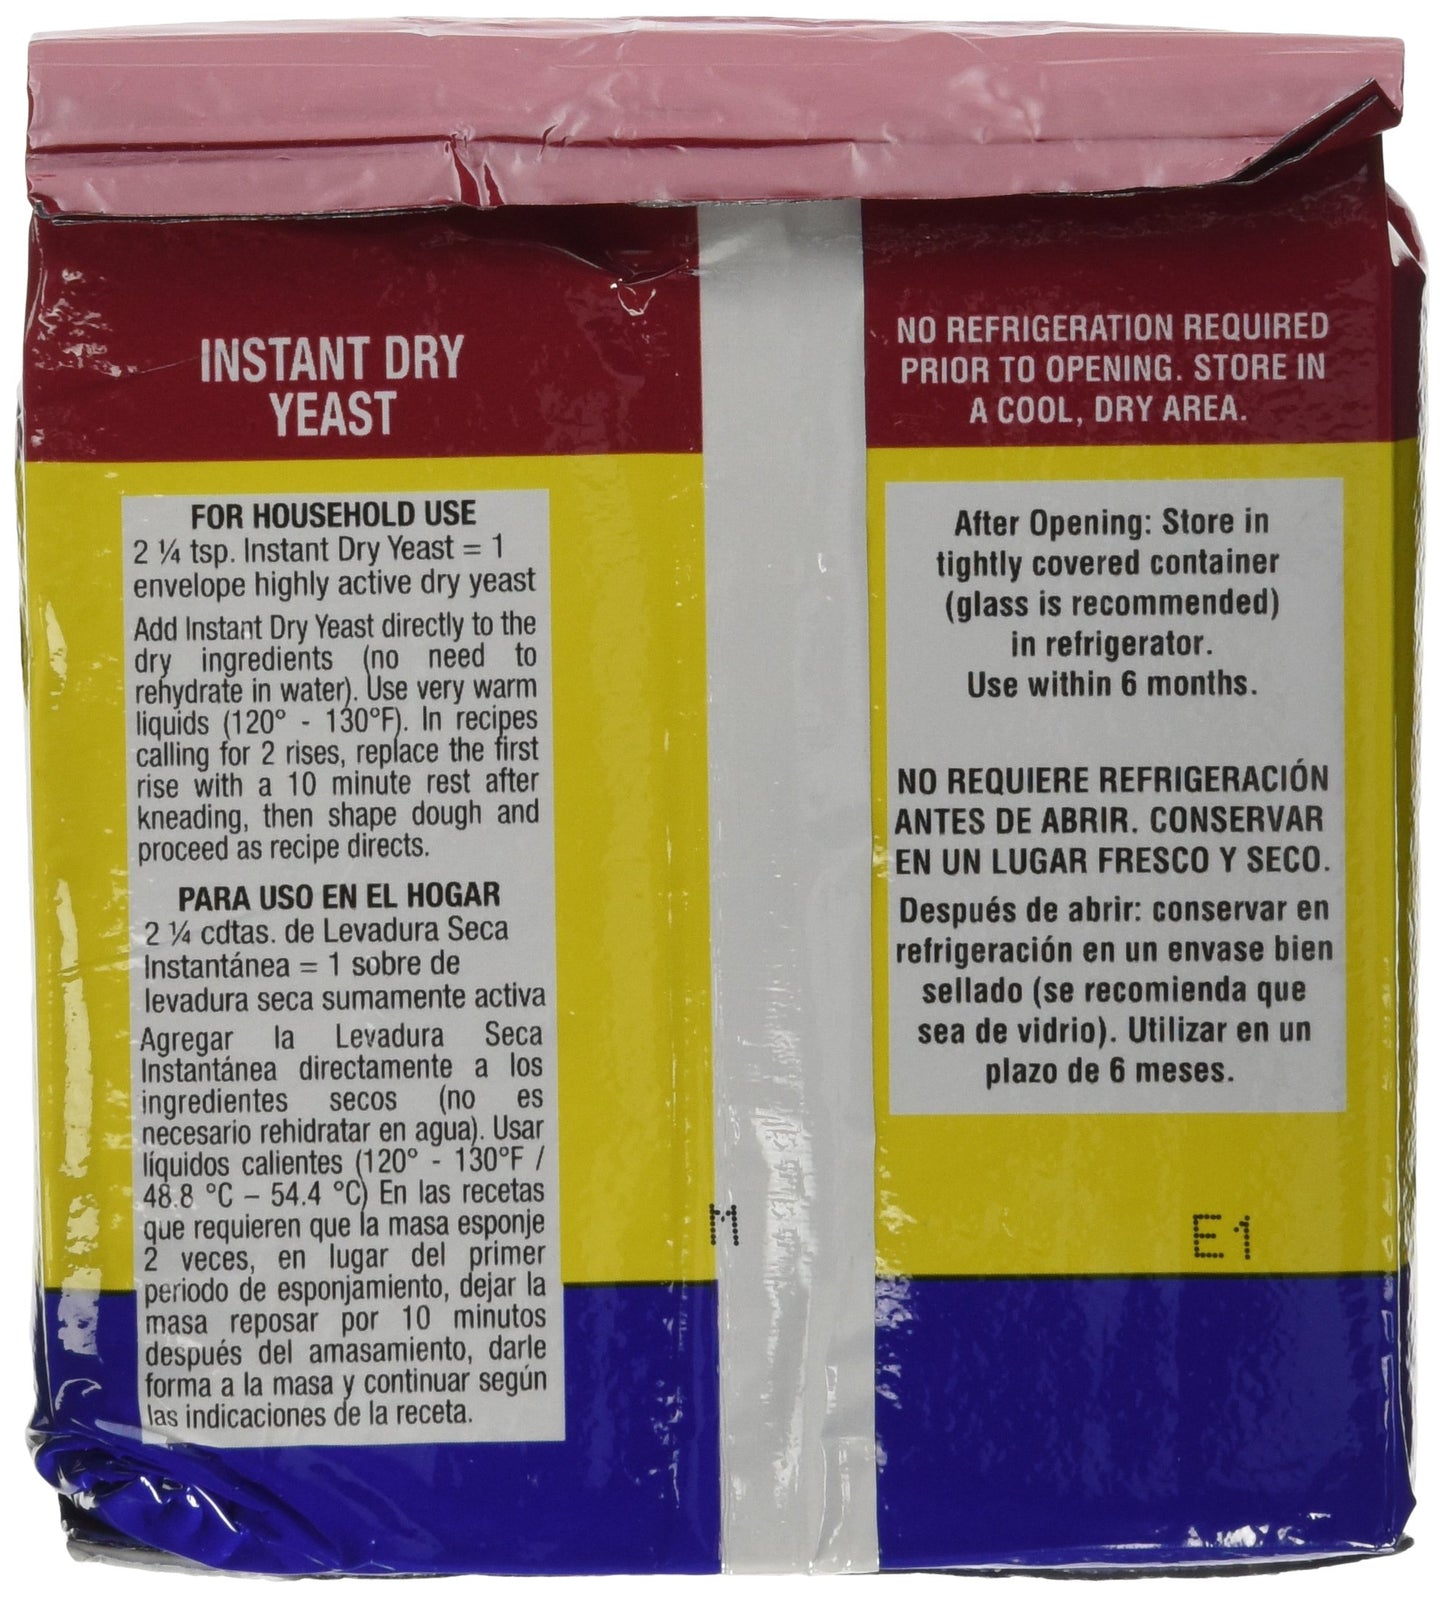 INSTANT DRY
YEAST
FOR HOUSEHOLD USE
2 ¼ tsp. Instant Dry Yeast = 1
envelope highly active dry yeast
Add Instant Dry Yeast directly to the
dry ingredients (no need to
rehydrate in water). Use very warm
liquids (120° - 130°F). In recipes
calling for 2 rises, replace the first
rise with a 10 minute rest after
kneading, then shape dough and
proceed as recipe directs.
PARA USO EN EL HOGAR
2 ¼ cdtas. de Levadura Seca
Instantánea = 1 sobre de
levadura seca sumamente activa
Agregar la Levadura Seca
Instantánea directamente a los
ingredientes secos (no es
necesario rehidratar en agua). Usar
líquidos calientes (120° - 130°F /
48.8 °C – 54.4 °C) En las recetas
que requieren que la masa esponje
2 veces, en lugar del primer
periodo de esponjamiento, dejar la
masa reposar por 10 minutos
después del amasamiento, darle
forma a la masa y continuar según
las indicaciones de la receta.
NO REFRIGERATION REQUIRED
PRIOR TO OPENING. STORE IN
A COOL, DRY AREA.
After Opening: Store in
tightly covered container
(glass is recommended)
in refrigerator.
Use within 6 months.
NO REQUIERE REFRIGERACIÓN
ANTES DE ABRIR. CONSERVAR
EN UN LUGAR FRESCO Y SECO.
Después de abrir: conservar en
refrigeración en un envase bien
sellado (se recomienda que
sea de vidrio). Utilizar en un
plazo de 6 meses.
M
E1